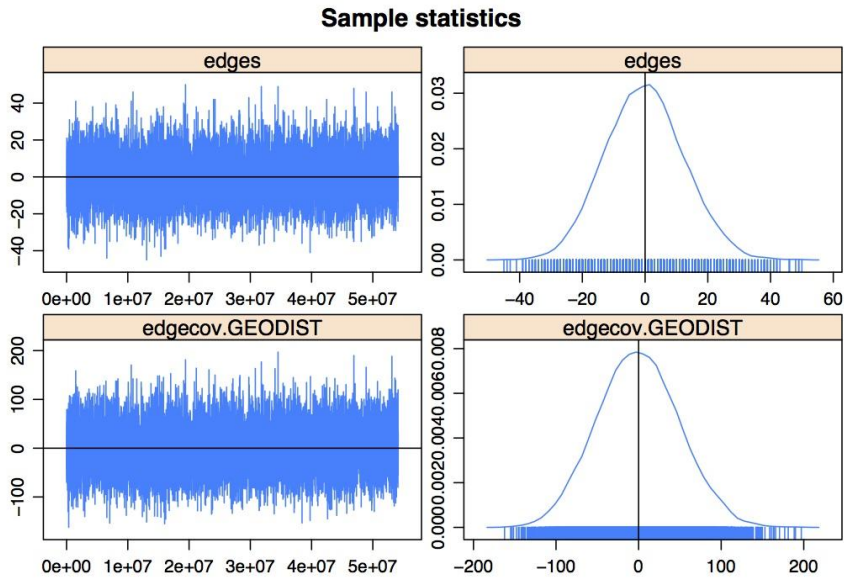 Sample statistics
edges
edges
40
20
0
−20
−40
0e+00 1e+07 2e+07 3e+07 4e+07 5e+07
0.03
0.02
0.01
0.00
−40 −20 0 20 40 60
edgecov.GEODIST
edgecov.GEODIST
200
100
0
−100
0e+00 1e+07 2e+07 3e+07 4e+07 5e+07
0.0000.0020.0040.0060.008
−200 −100 0 100 200